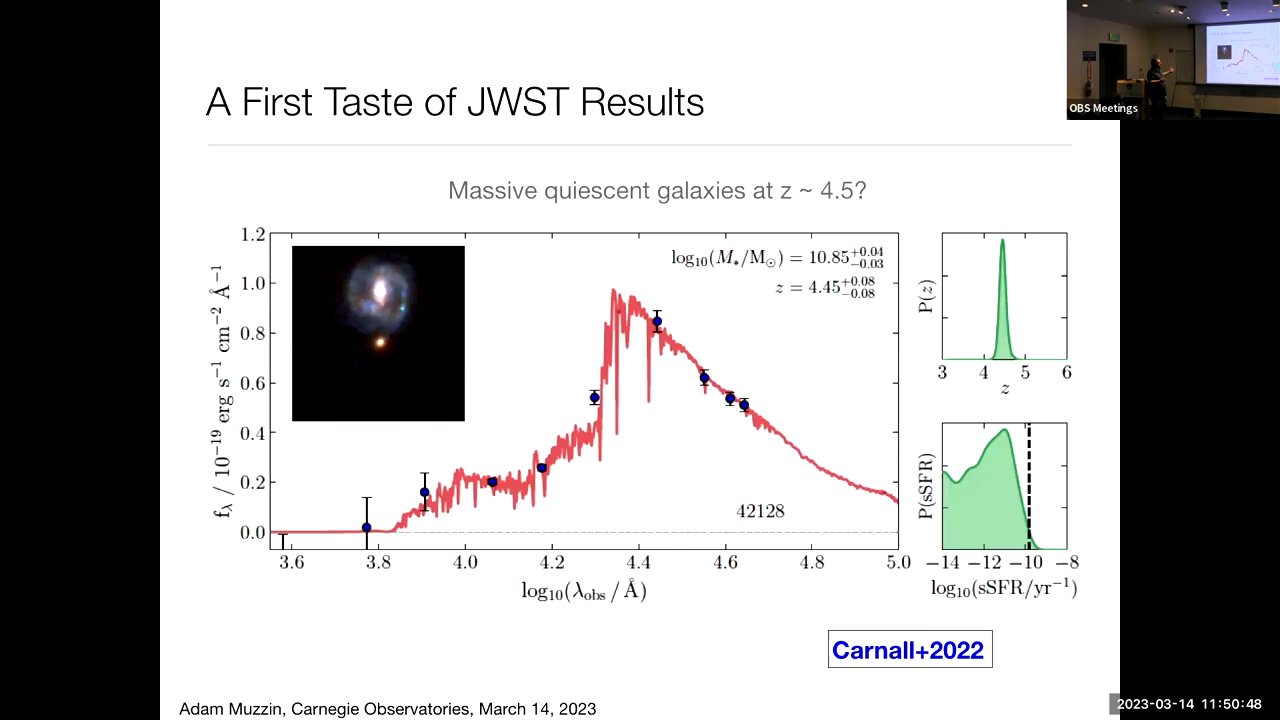 OBS Meetings
A First Taste of JWST Results
Massive quiescent galaxies at z ~ 4.5?
log₁₀(M∗/M⊙) = 10.85+0.04 −0.03
z = 4.45+0.08 −0.08
42128
1.2
1.0
0.8
0.6
0.4
0.2
0.0
fλ / 10⁻¹⁹ erg s⁻¹ cm⁻² Å⁻¹
3.6 3.8 4.0 4.2 4.4 4.6 4.8 5.0
log₁₀(λobs / Å)
P(z)
3 4 5 6
z
P(sSFR)
−14 −12 −10 −8
log₁₀(sSFR/yr⁻¹)
Carnall+2022
Adam Muzzin, Carnegie Observatories, March 14, 2023
2023-03-14 11:50:48